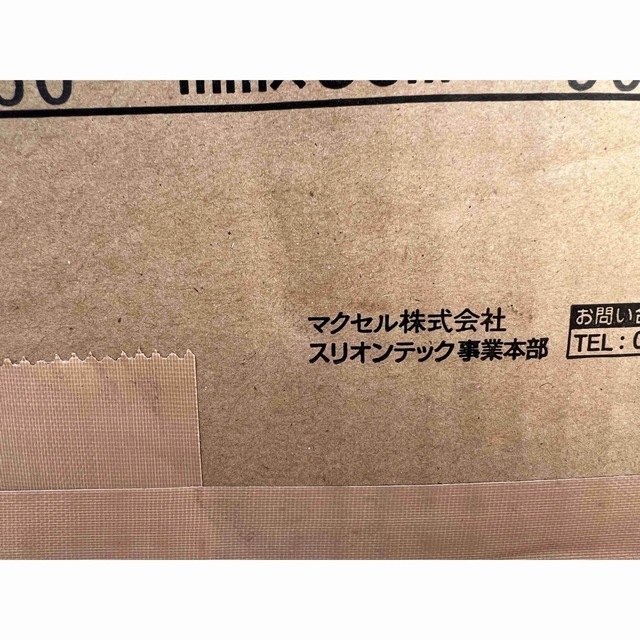 マクセル株式会社
スリオンテック事業本部
お問い
TEL: